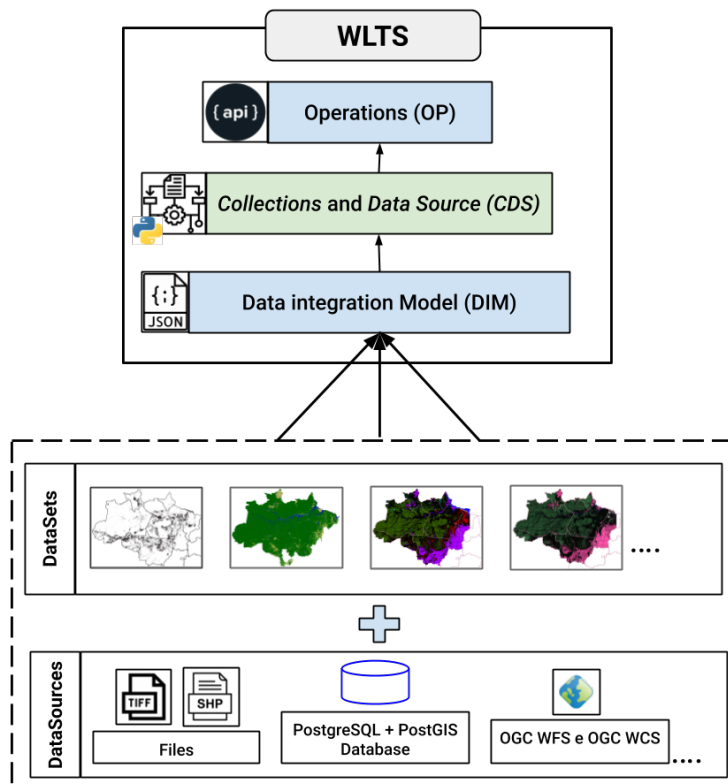 WLTS
{api}
Operations (OP)
Collections and Data Source (CDS)
{;}
JSON
Data integration Model (DIM)
DataSets
....
DataSources
TIFF
SHP
Files
PostgreSQL + PostGIS
Database
OGC WFS e OGC WCS
....